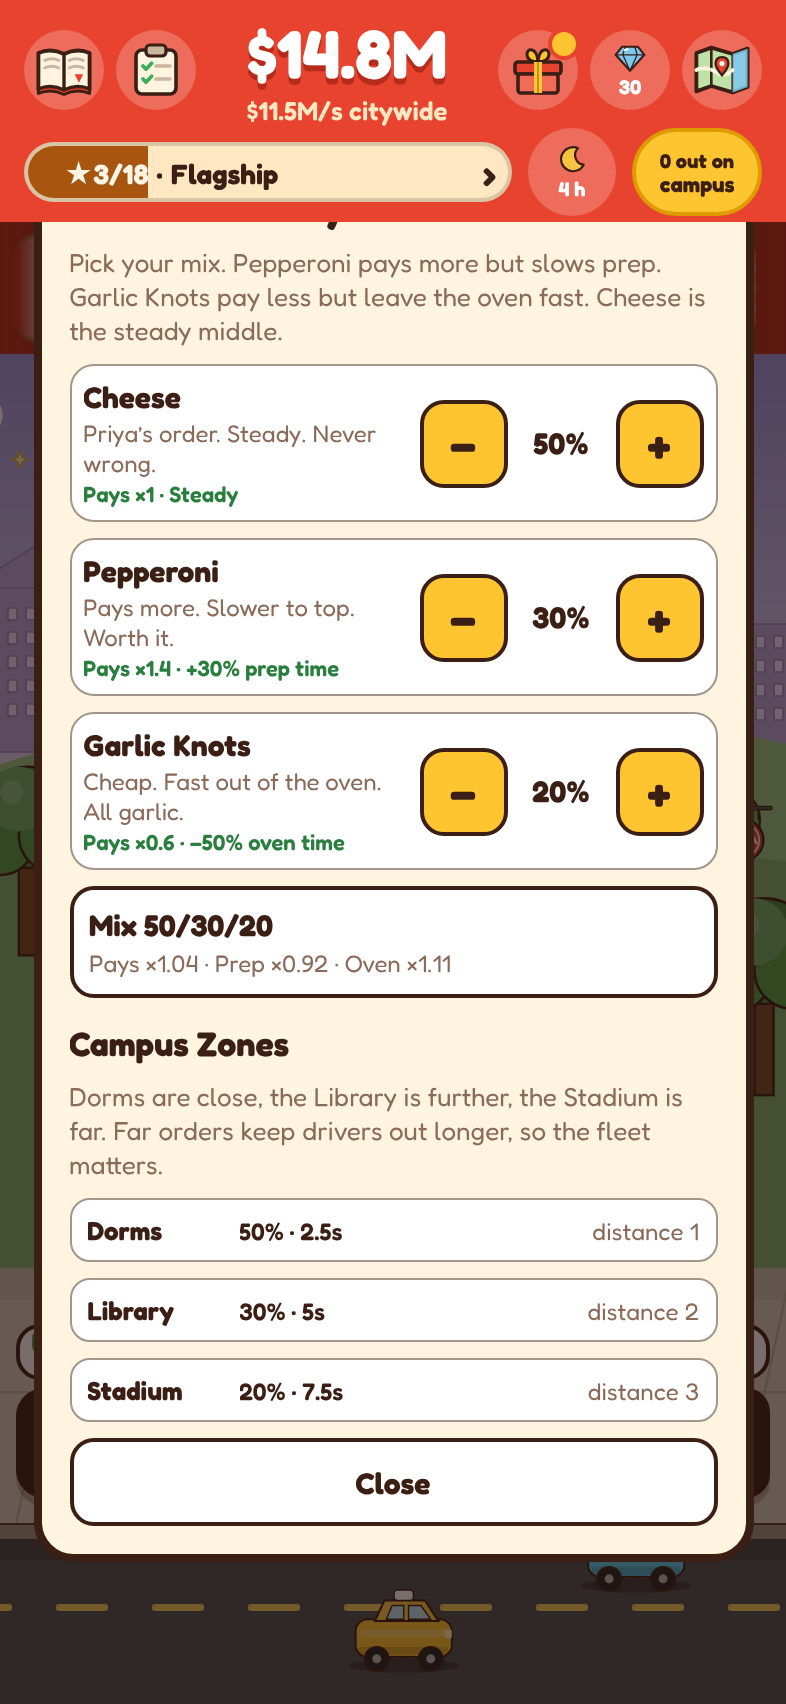 $14.8M
$11.5M/s citywide
30
★3/18 · Flagship ›
4 h
0 out on
campus
Pick your mix. Pepperoni pays more but slows prep.
Garlic Knots pay less but leave the oven fast. Cheese is
the steady middle.
Cheese
Priya's order. Steady. Never
wrong.
Pays ×1 · Steady
− 50% +
Pepperoni
Pays more. Slower to top.
Worth it.
Pays ×1.4 · +30% prep time
− 30% +
Garlic Knots
Cheap. Fast out of the oven.
All garlic.
Pays ×0.6 · −50% oven time
− 20% +
Mix 50/30/20
Pays ×1.04 · Prep ×0.92 · Oven ×1.11
Campus Zones
Dorms are close, the Library is further, the Stadium is
far. Far orders keep drivers out longer, so the fleet
matters.
Dorms 50% · 2.5s distance 1
Library 30% · 5s distance 2
Stadium 20% · 7.5s distance 3
Close